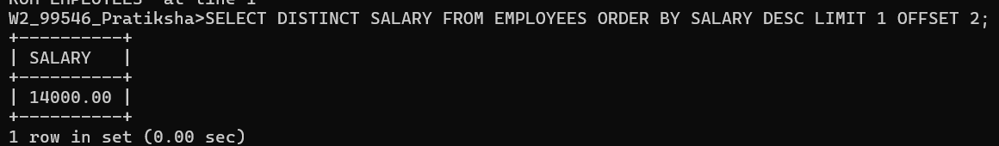 W2_99546_Pratiksha>SELECT DISTINCT SALARY FROM EMPLOYEES ORDER BY SALARY DESC LIMIT 1 OFFSET 2;
+----------+
| SALARY   |
+----------+
| 14000.00 |
+----------+
1 row in set (0.00 sec)